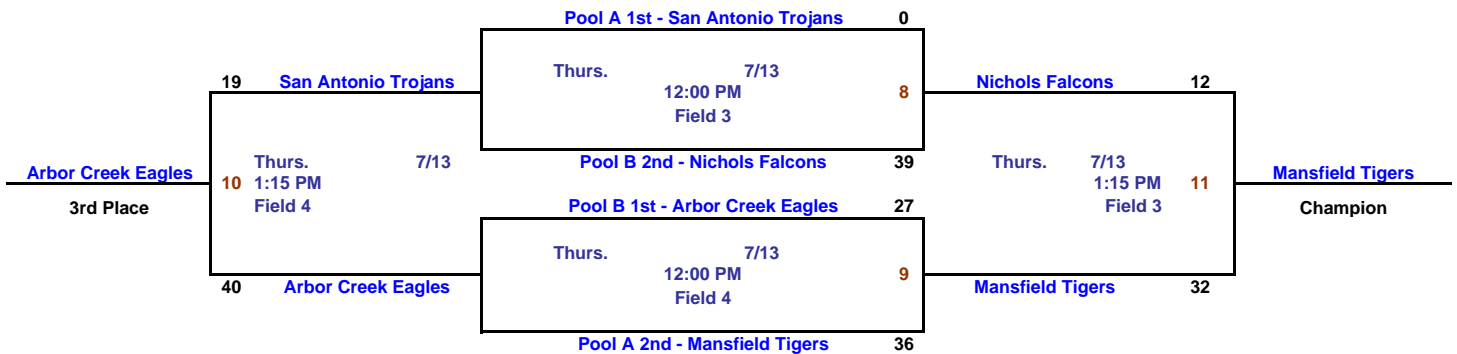 Pool A 1st - San Antonio Trojans 0
Thurs. 7/13
19 San Antonio Trojans
Nichols Falcons 12
12:00 PM 8
Field 3
Thurs. 7/13
Pool B 2nd - Nichols Falcons 39
Thurs. 7/13
Arbor Creek Eagles
10 1:15 PM
1:15 PM 11
Mansfield Tigers
3rd Place
Field 4
Pool B 1st - Arbor Creek Eagles 27
Field 3
Champion
Thurs. 7/13
12:00 PM 9
40 Arbor Creek Eagles
Mansfield Tigers 32
Field 4
Pool A 2nd - Mansfield Tigers 36